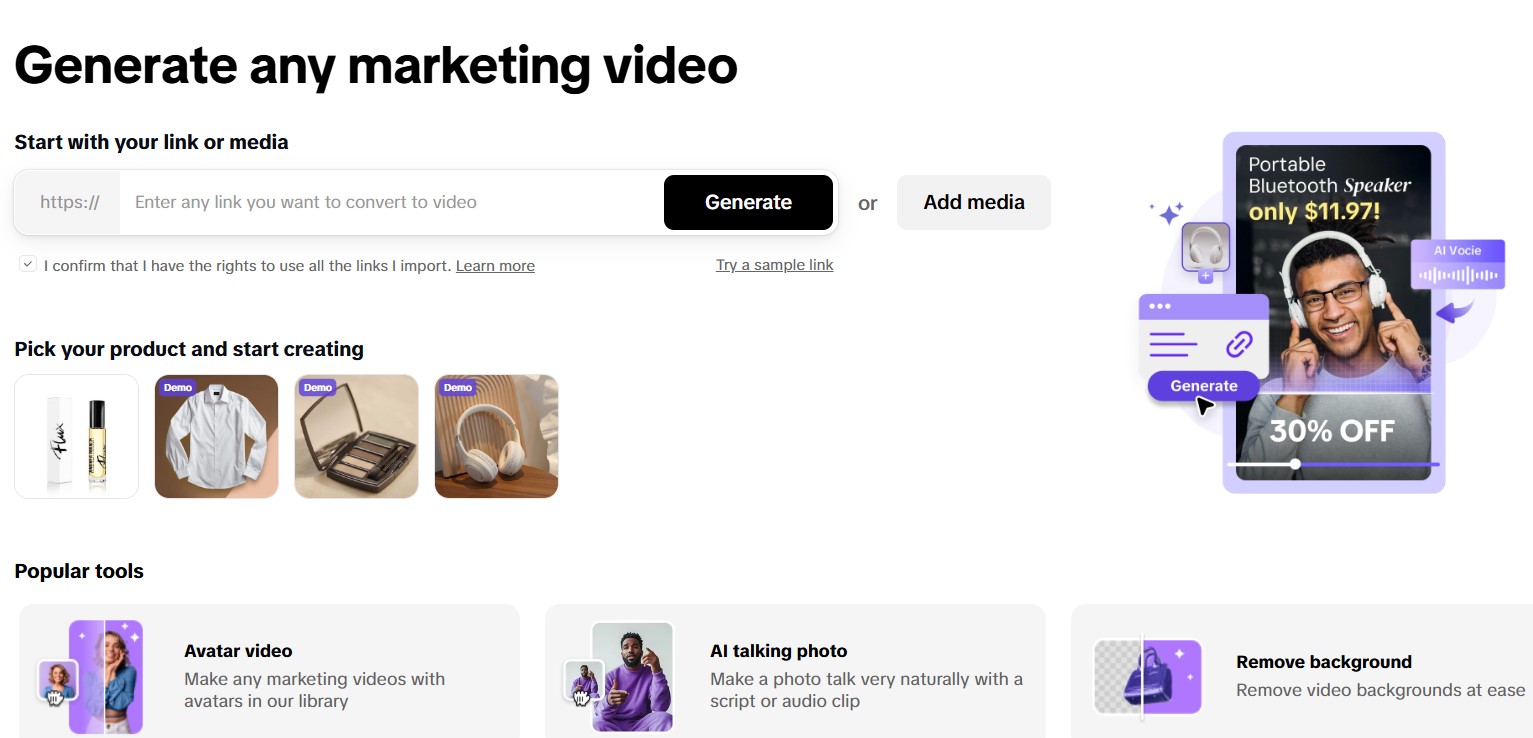 Generate any marketing video
Start with your link or media
https://
Enter any link you want to convert to video
Generate
or
Add media
I confirm that I have the rights to use all the links I import. Learn more
Try a sample link
Portable
Bluetooth Speaker
only $11.97!
AI Vocie
Generate
30% OFF
Pick your product and start creating
Flux
Demo
Demo
Demo
Popular tools
Avatar video
Make any marketing videos with
avatars in our library
AI talking photo
Make a photo talk very naturally with a
script or audio clip
Remove background
Remove video backgrounds at ease